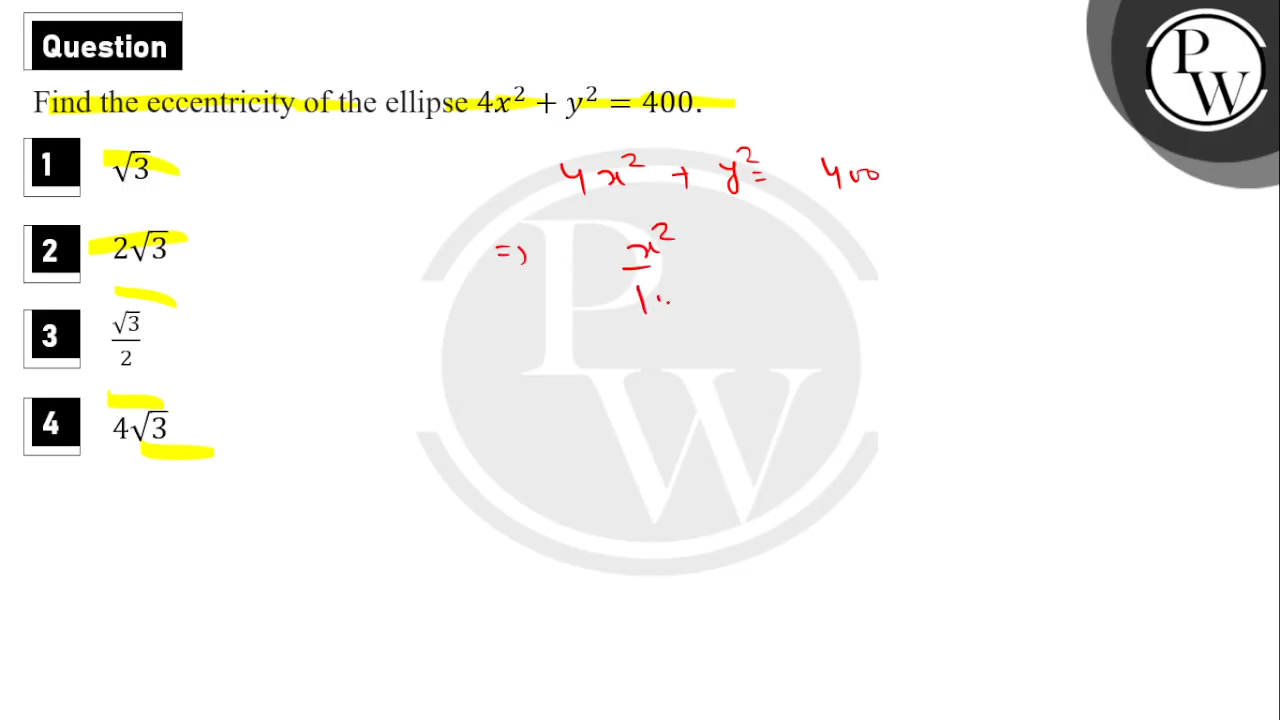 Question
Find the eccentricity of the ellipse 4x² + y² = 400.
1 √3
2 2√3
3 √3/2
4 4√3
4x² + y² = 400
=> x²
PW
PW